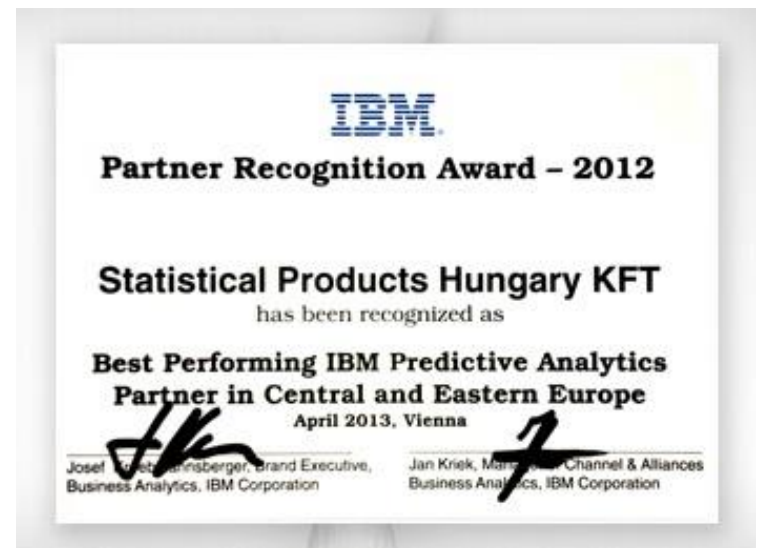 IBM.
Partner Recognition Award – 2012
Statistical Products Hungary KFT
has been recognized as
Best Performing IBM Predictive Analytics
Partner in Central and Eastern Europe
April 2013, Vienna
Josef Brand Executive,
Business Analytics, IBM Corporation
Jan Kriek, Channel & Alliances
Business Analytics, IBM Corporation